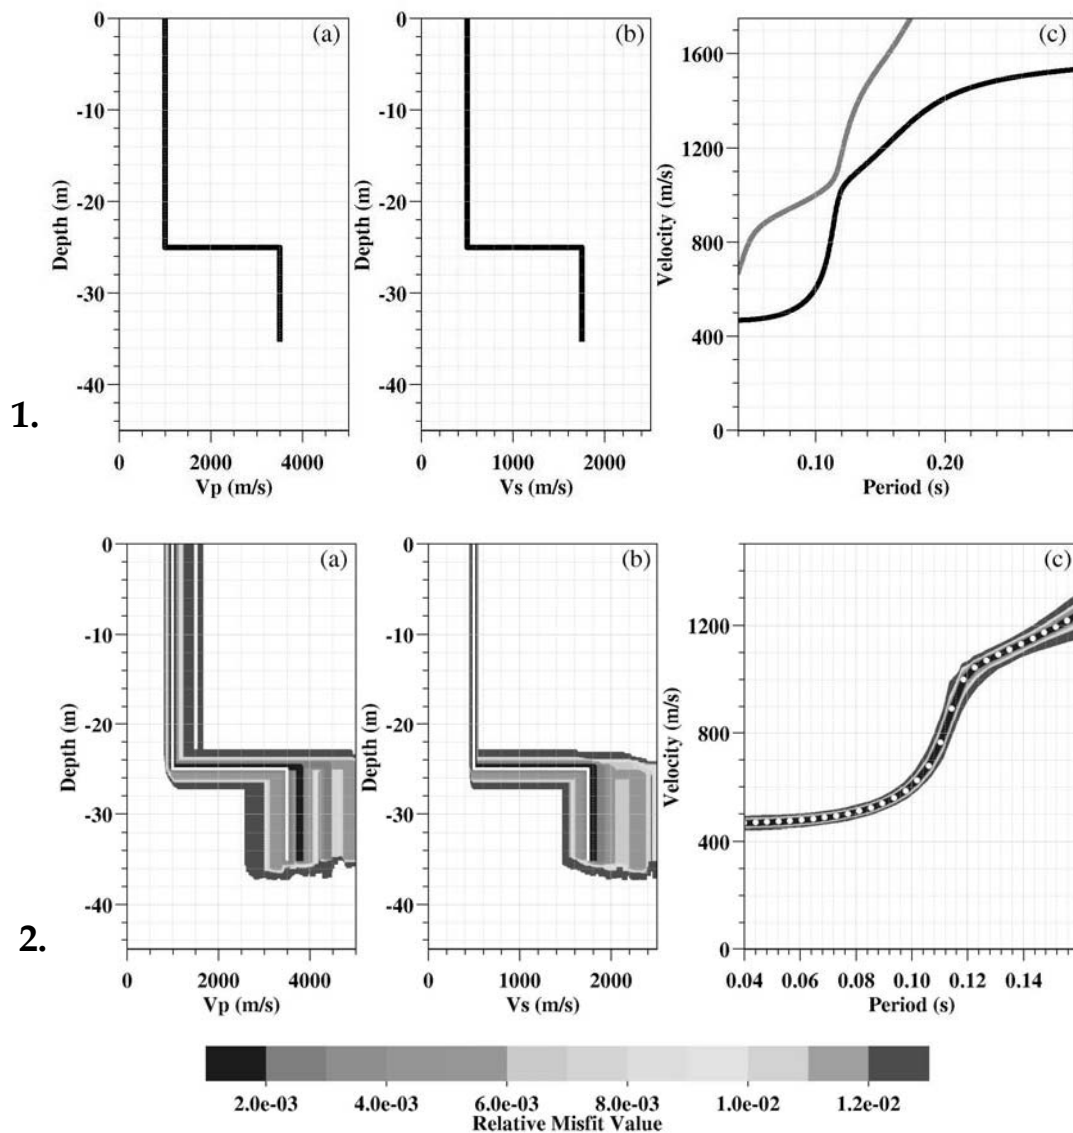 1.
(a)
0
-10
-20
-30
-40
Depth (m)
0 2000 4000
Vp (m/s)
(b)
0
-10
-20
-30
-40
Depth (m)
0 1000 2000
Vs (m/s)
(c)
1600
1200
800
400
0
Velocity (m/s)
0.10 0.20
Period (s)
2.
(a)
0
-10
-20
-30
-40
Depth (m)
0 2000 4000
Vp (m/s)
(b)
0
-10
-20
-30
-40
Depth (m)
0 1000 2000
Vs (m/s)
(c)
1200
800
400
0
Velocity (m/s)
0.04 0.06 0.08 0.10 0.12 0.14
Period (s)
2.0e-03 4.0e-03 6.0e-03 8.0e-03 1.0e-02 1.2e-02
Relative Misfit Value